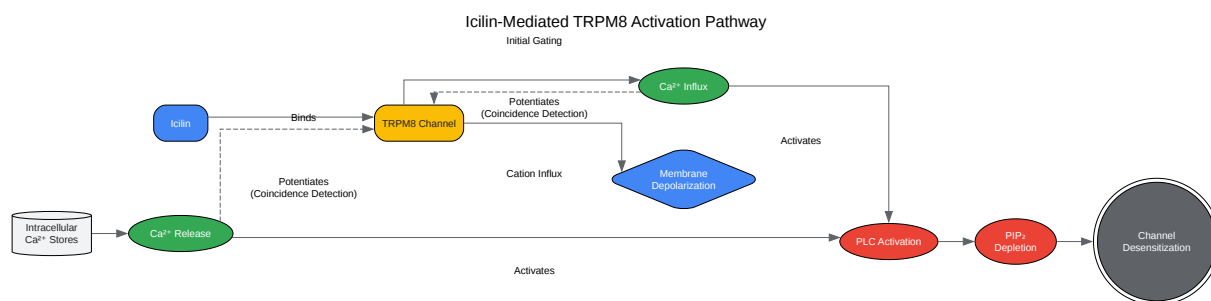 Icilin-Mediated TRPM8 Activation Pathway
Initial Gating
Ca²⁺ Influx
Potentiates
(Coincidence Detection)
Icilin
Binds
TRPM8 Channel
Activates
Cation Influx
Membrane
Depolarization
Potentiates
(Coincidence Detection)
Intracellular
Ca²⁺ Stores
Ca²⁺ Release
PLC Activation
PIP₂
Depletion
Channel
Desensitization
Activates